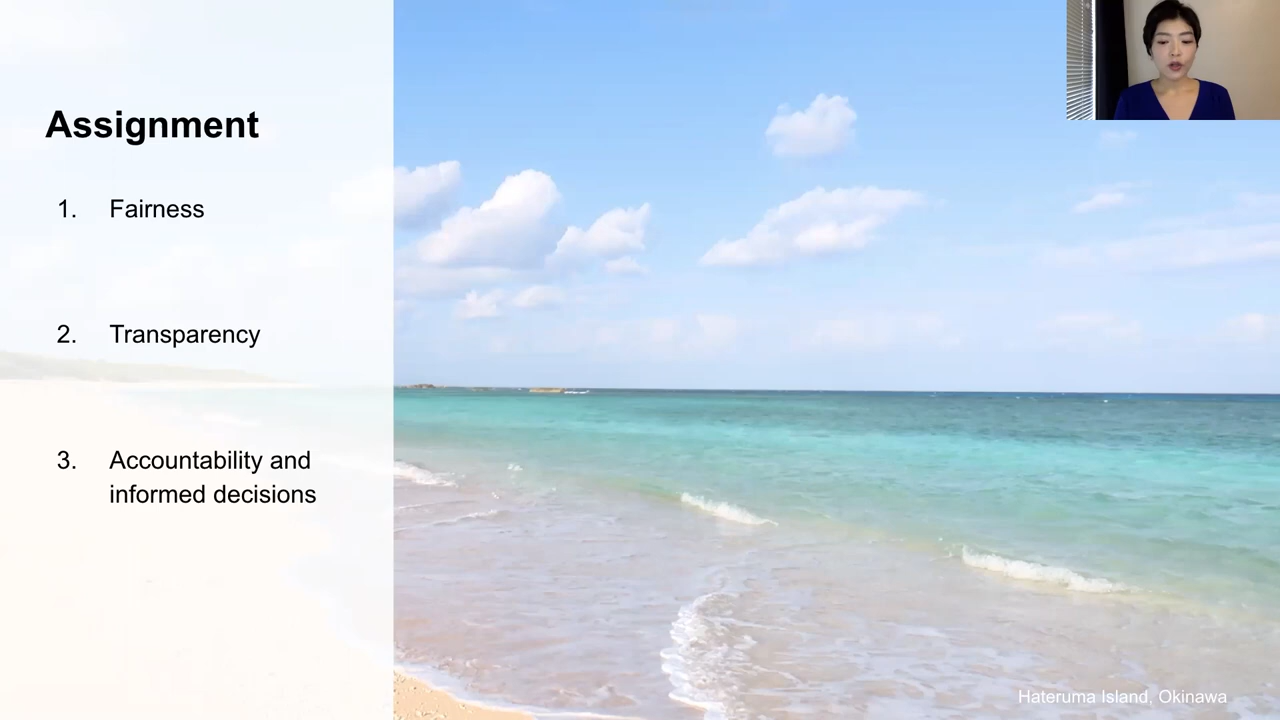 Assignment
1. Fairness
2. Transparency
3. Accountability and
informed decisions
Hateruma Island, Okinawa